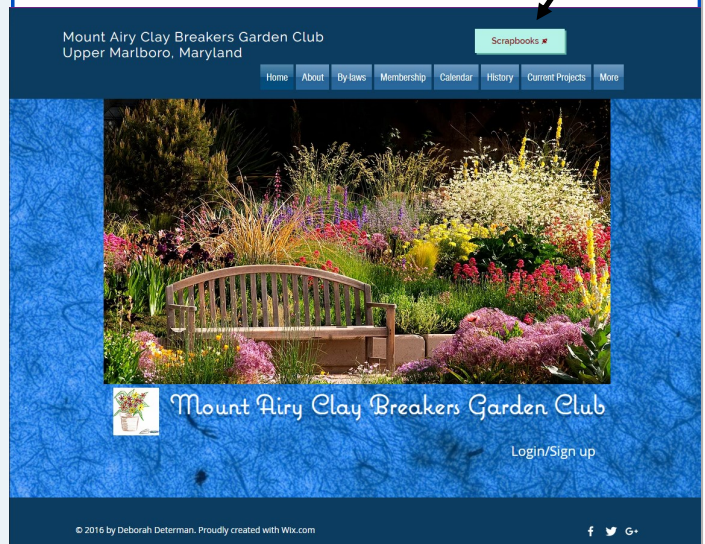 Mount Airy Clay Breakers Garden Club
Upper Marlboro, Maryland
Scrapbooks
Home About By-laws Membership Calendar History Current Projects More
Mount Airy Clay Breakers Garden Club
Login/Sign up
© 2016 by Deborah Determan. Proudly created with Wix.com
f G+